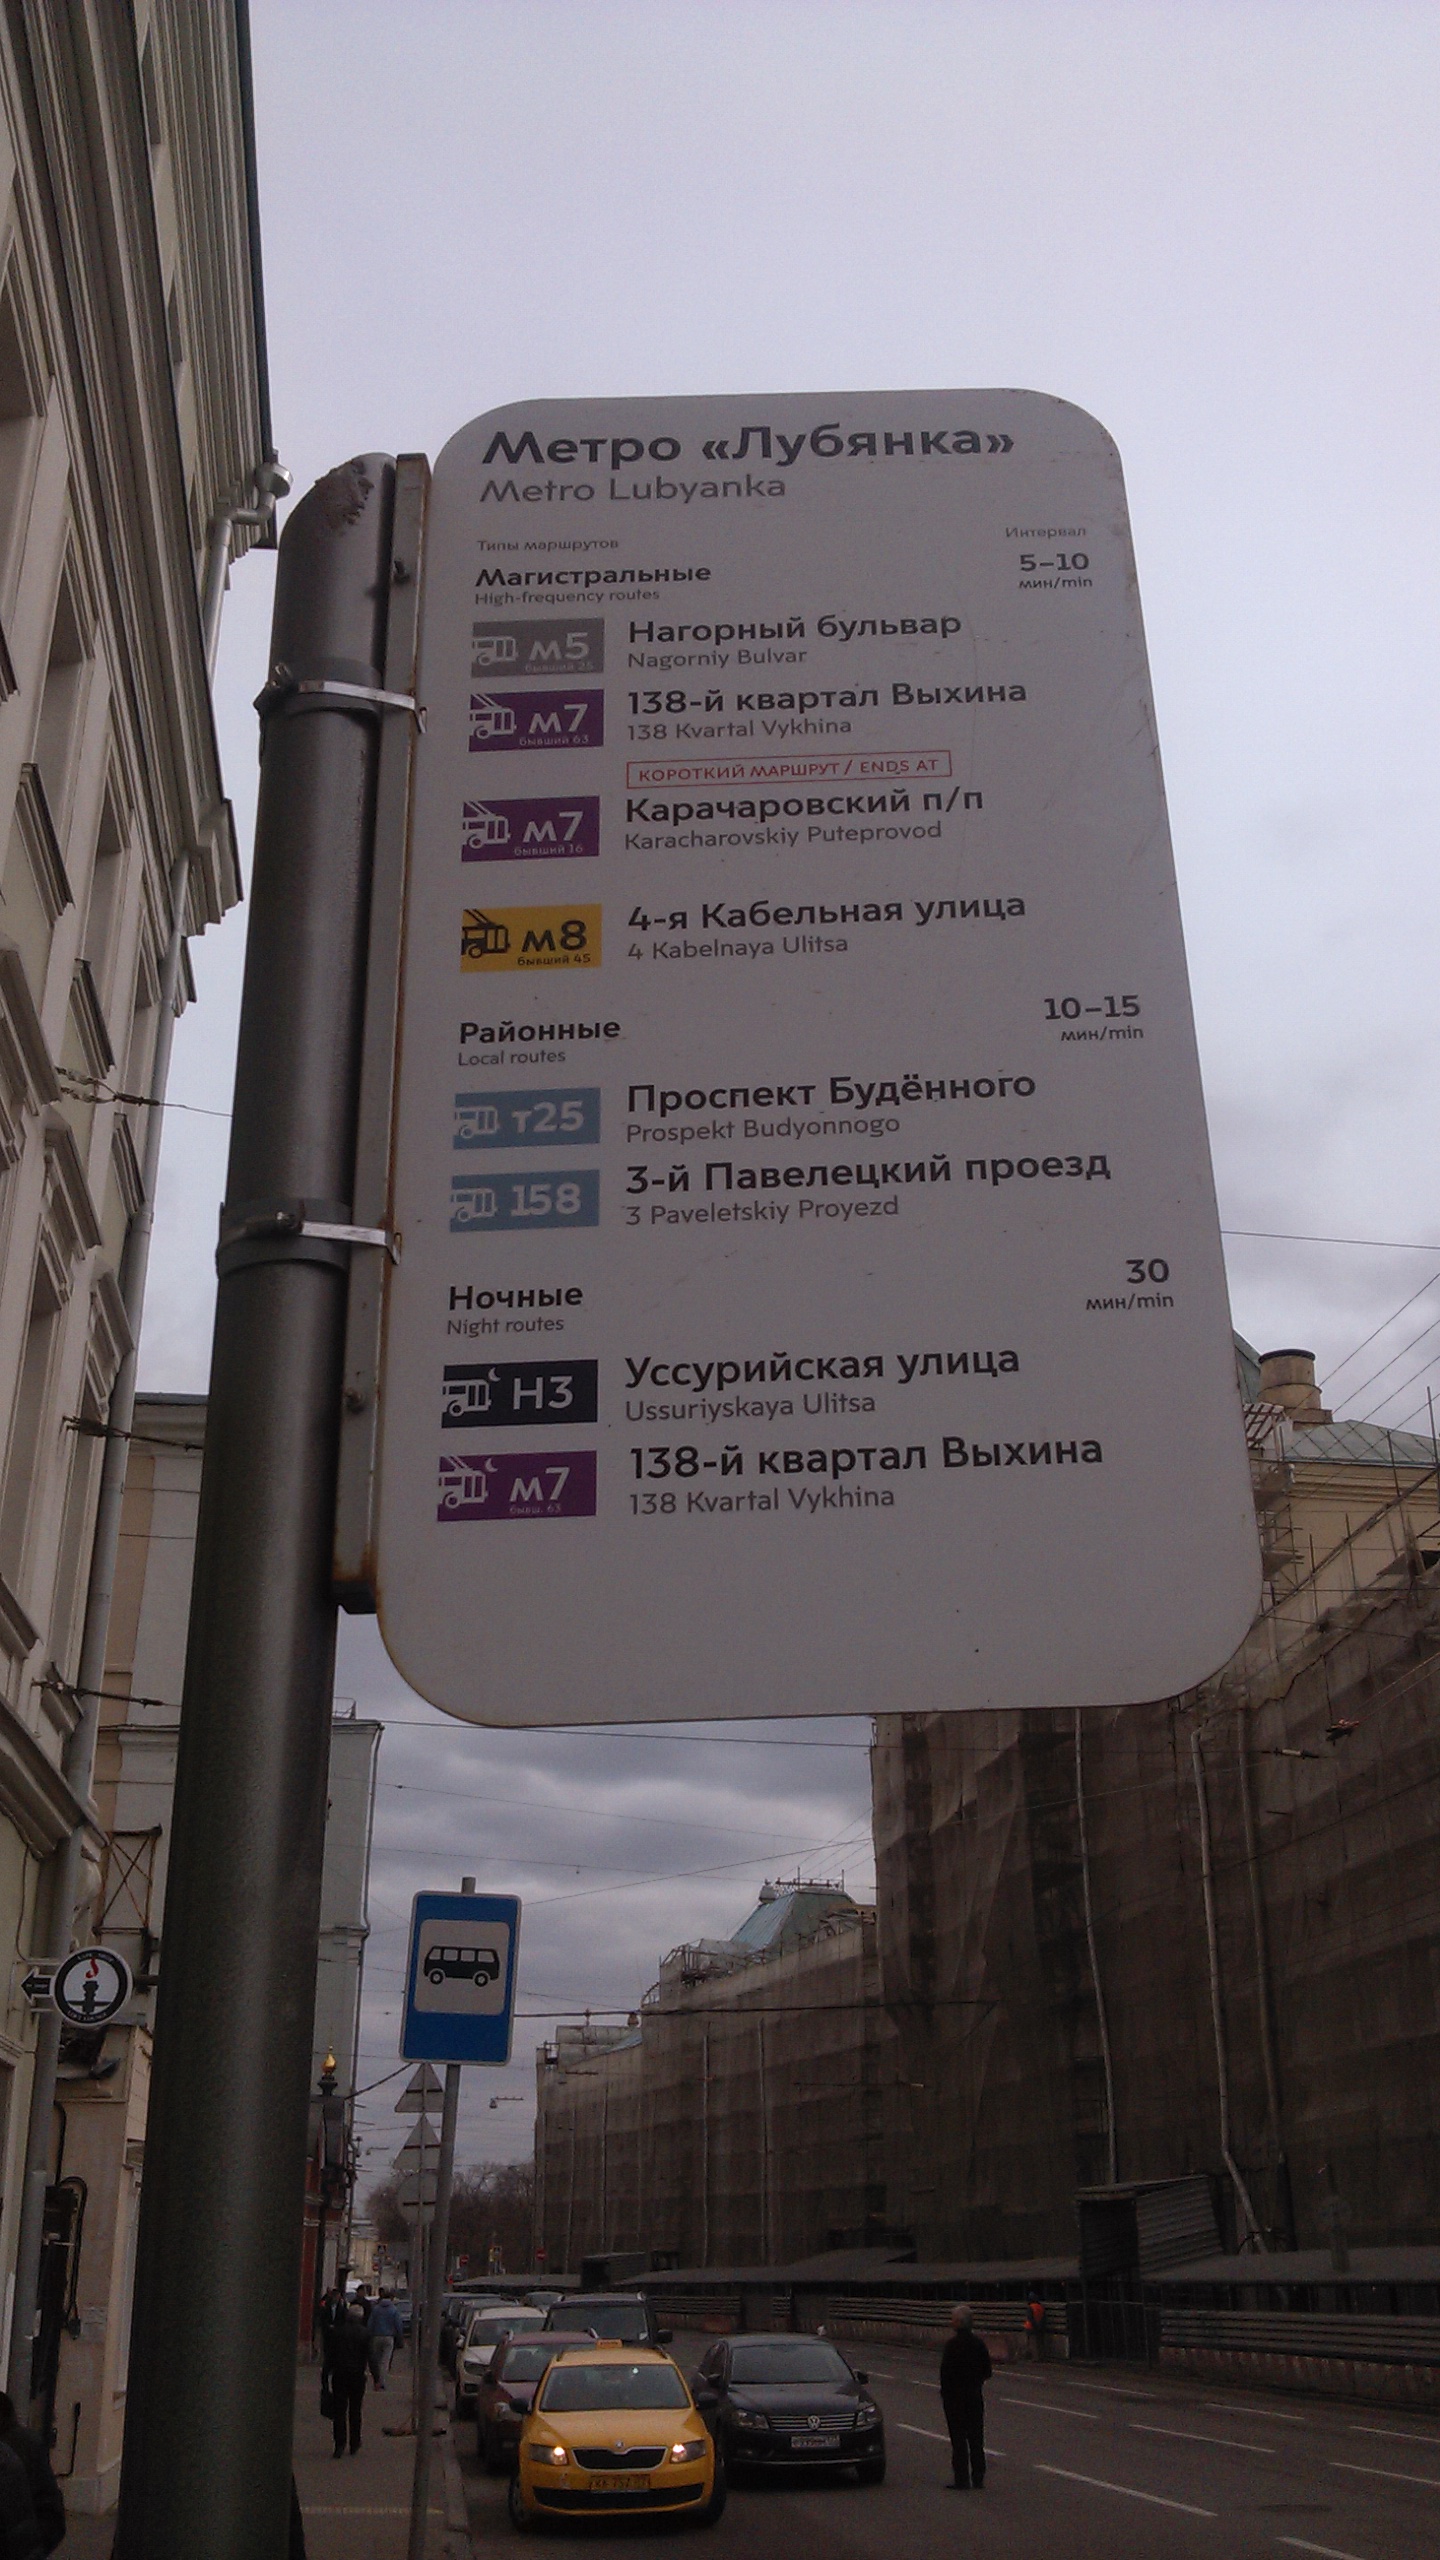 Метро «Лубянка»
Metro Lubyanka
Типы маршрутов
Интервал
Магистральные
High-frequency routes
5–10
мин/min
м5
бывший 25
Нагорный бульвар
Nagorniy Bulvar
м7
бывший 63
138-й квартал Выхина
138 Kvartal Vykhina
КОРОТКИЙ МАРШРУТ / ENDS AT
м7
бывший 16
Карачаровский п/п
Karacharovskiy Puteprovod
м8
бывший 45
4-я Кабельная улица
4 Kabelnaya Ulitsa
Районные
Local routes
10–15
мин/min
т25
Проспект Будённого
Prospekt Budyonnogo
158
3-й Павелецкий проезд
3 Paveletskiy Proyezd
Ночные
Night routes
30
мин/min
Н3
Уссурийская улица
Ussuriyskaya Ulitsa
м7
бывш. 63
138-й квартал Выхина
138 Kvartal Vykhina